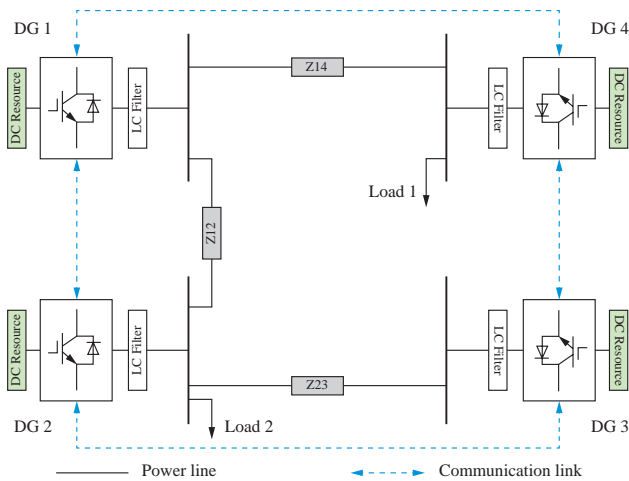 DG 1
DG 4
DC Resource
LC Filter
Z14
LC Filter
DC Resource
Load 1
Z12
DC Resource
LC Filter
Z23
LC Filter
DC Resource
DG 2
Load 2
DG 3
Power line
Communication link